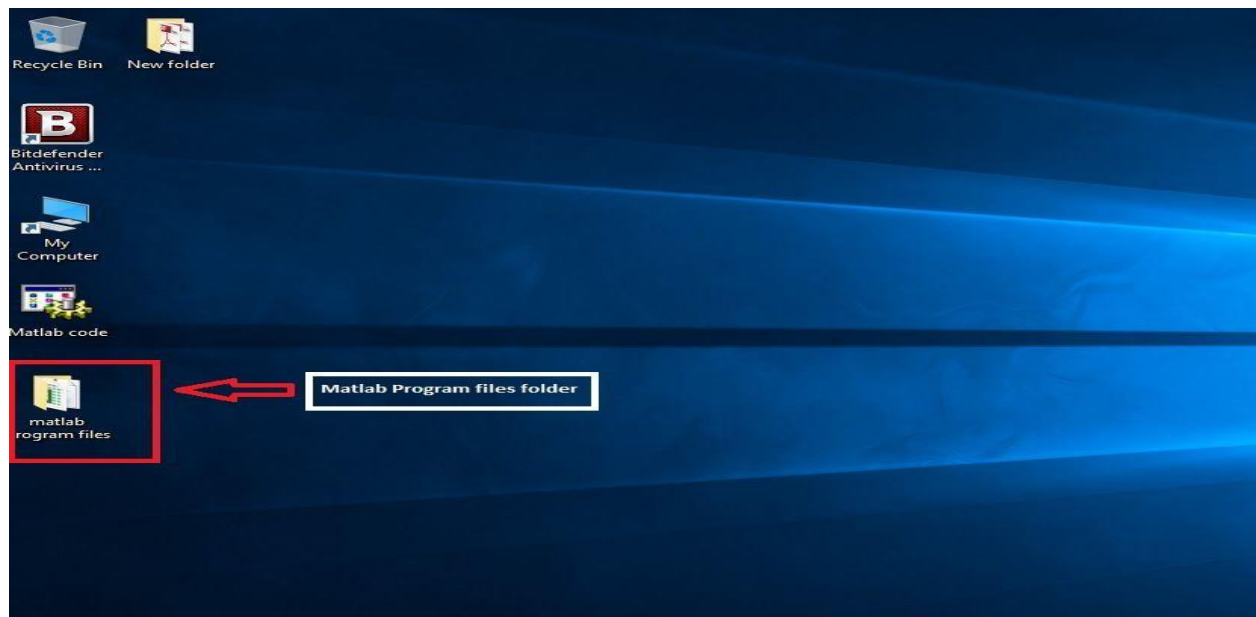 Recycle Bin
New folder
B
Bitdefender
Antivirus ...
My
Computer
Matlab code
matlab
rogram files
Matlab Program files folder